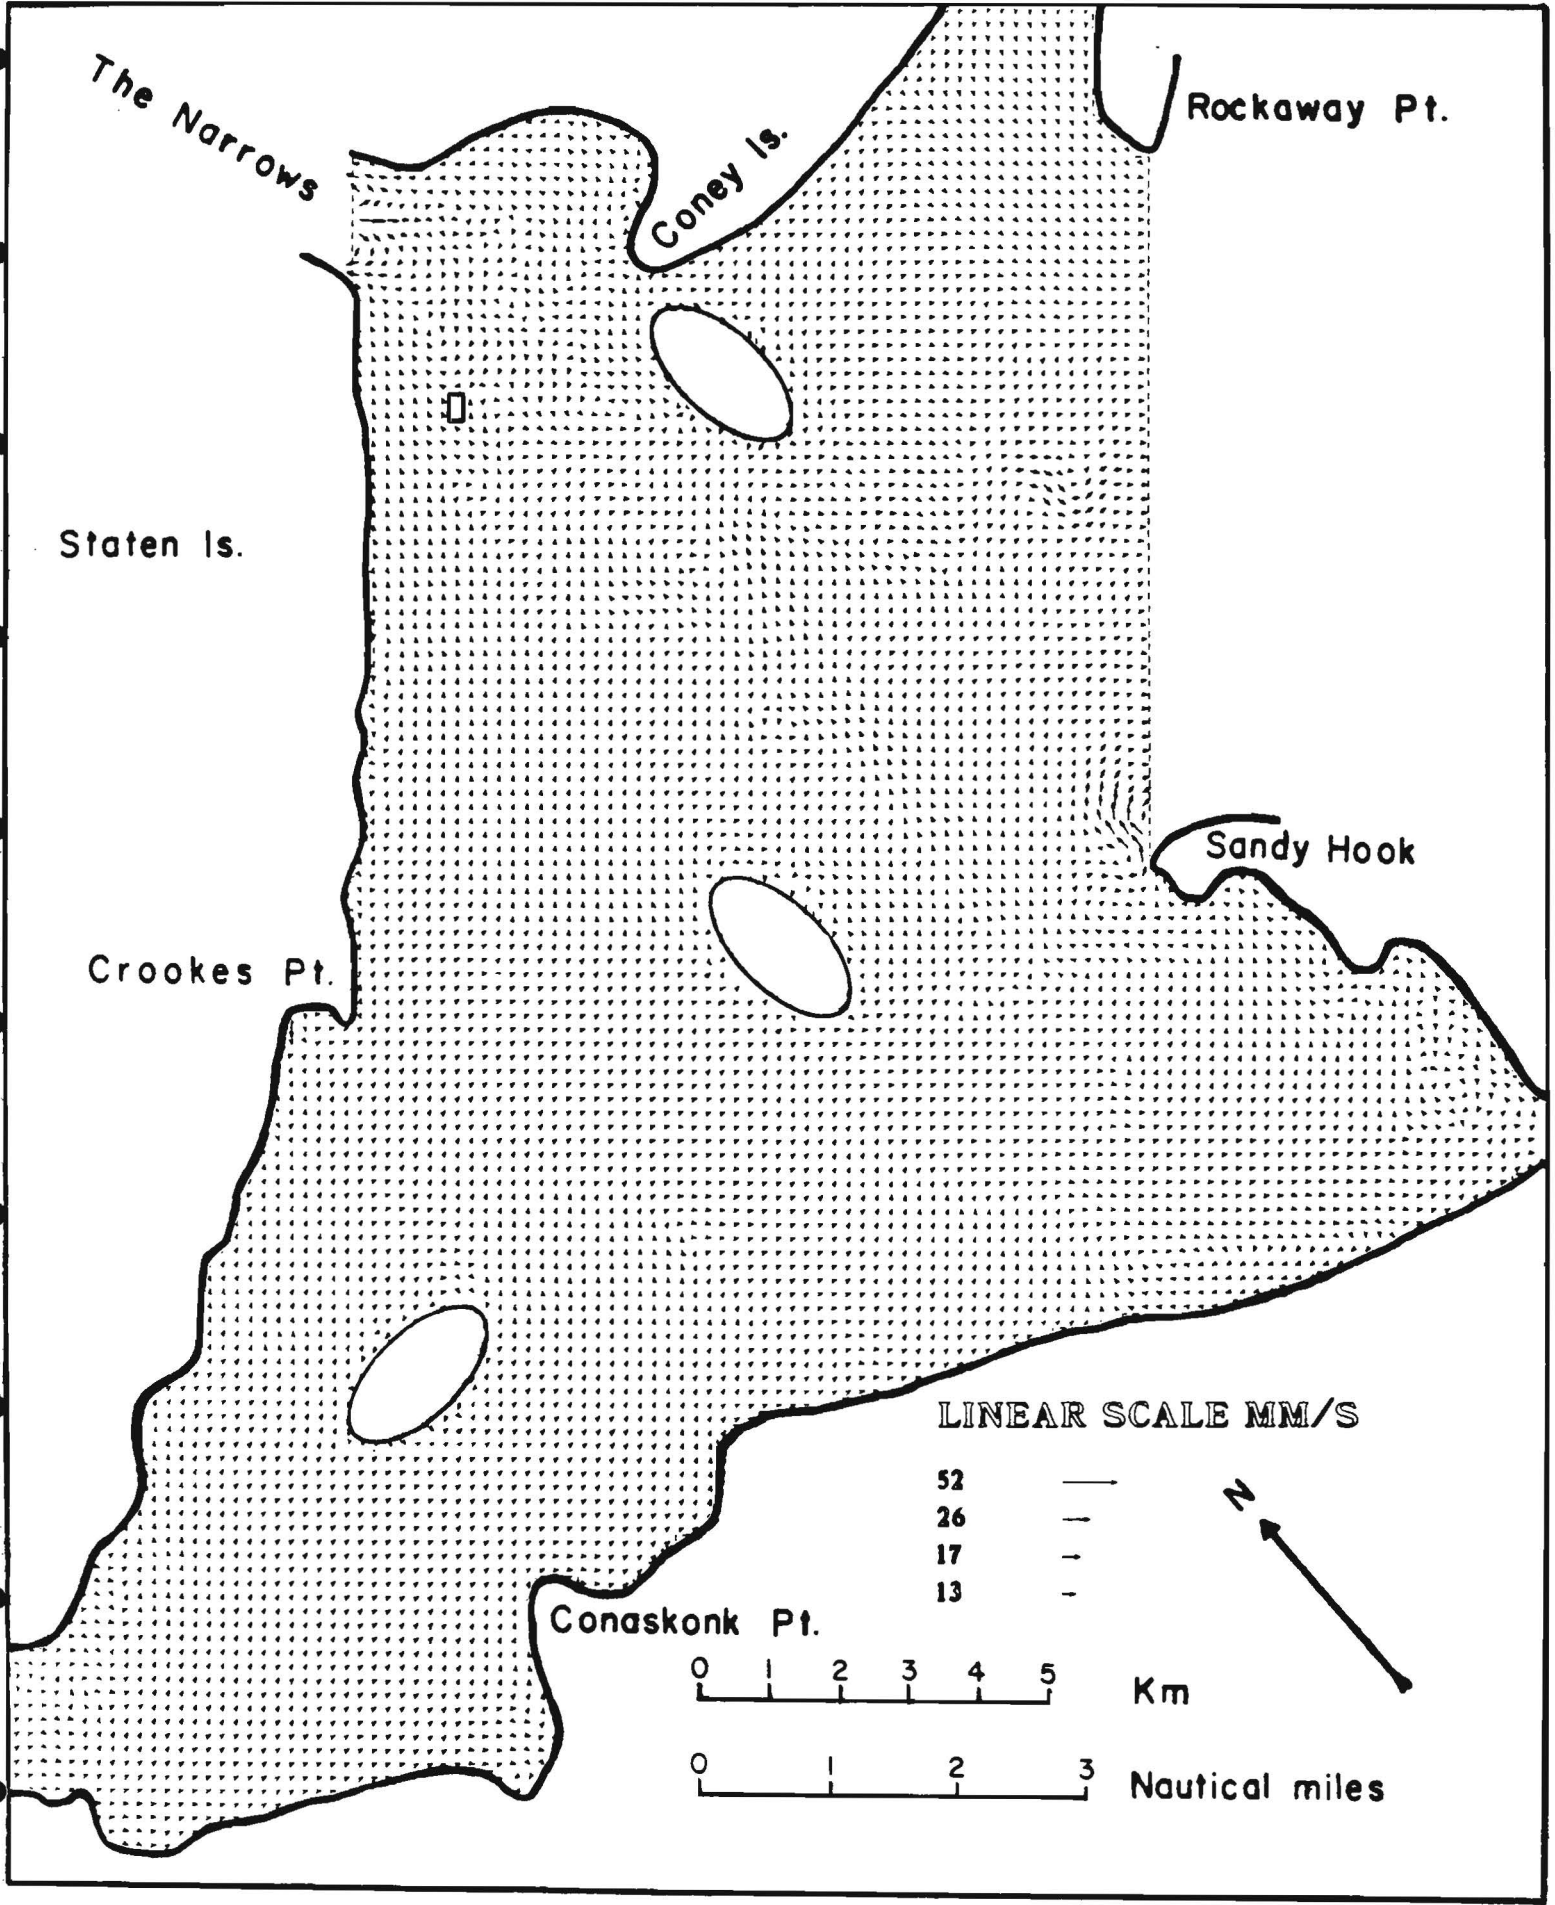 The Narrows
Rockaway Pt.
Coney Is.
Staten Is.
Sandy Hook
Crookes Pt.
LINEAR SCALE MM/S
52
26
17
13
N
Conaskonk Pt.
0 1 2 3 4 5
Km
0 1 2 3
Nautical miles